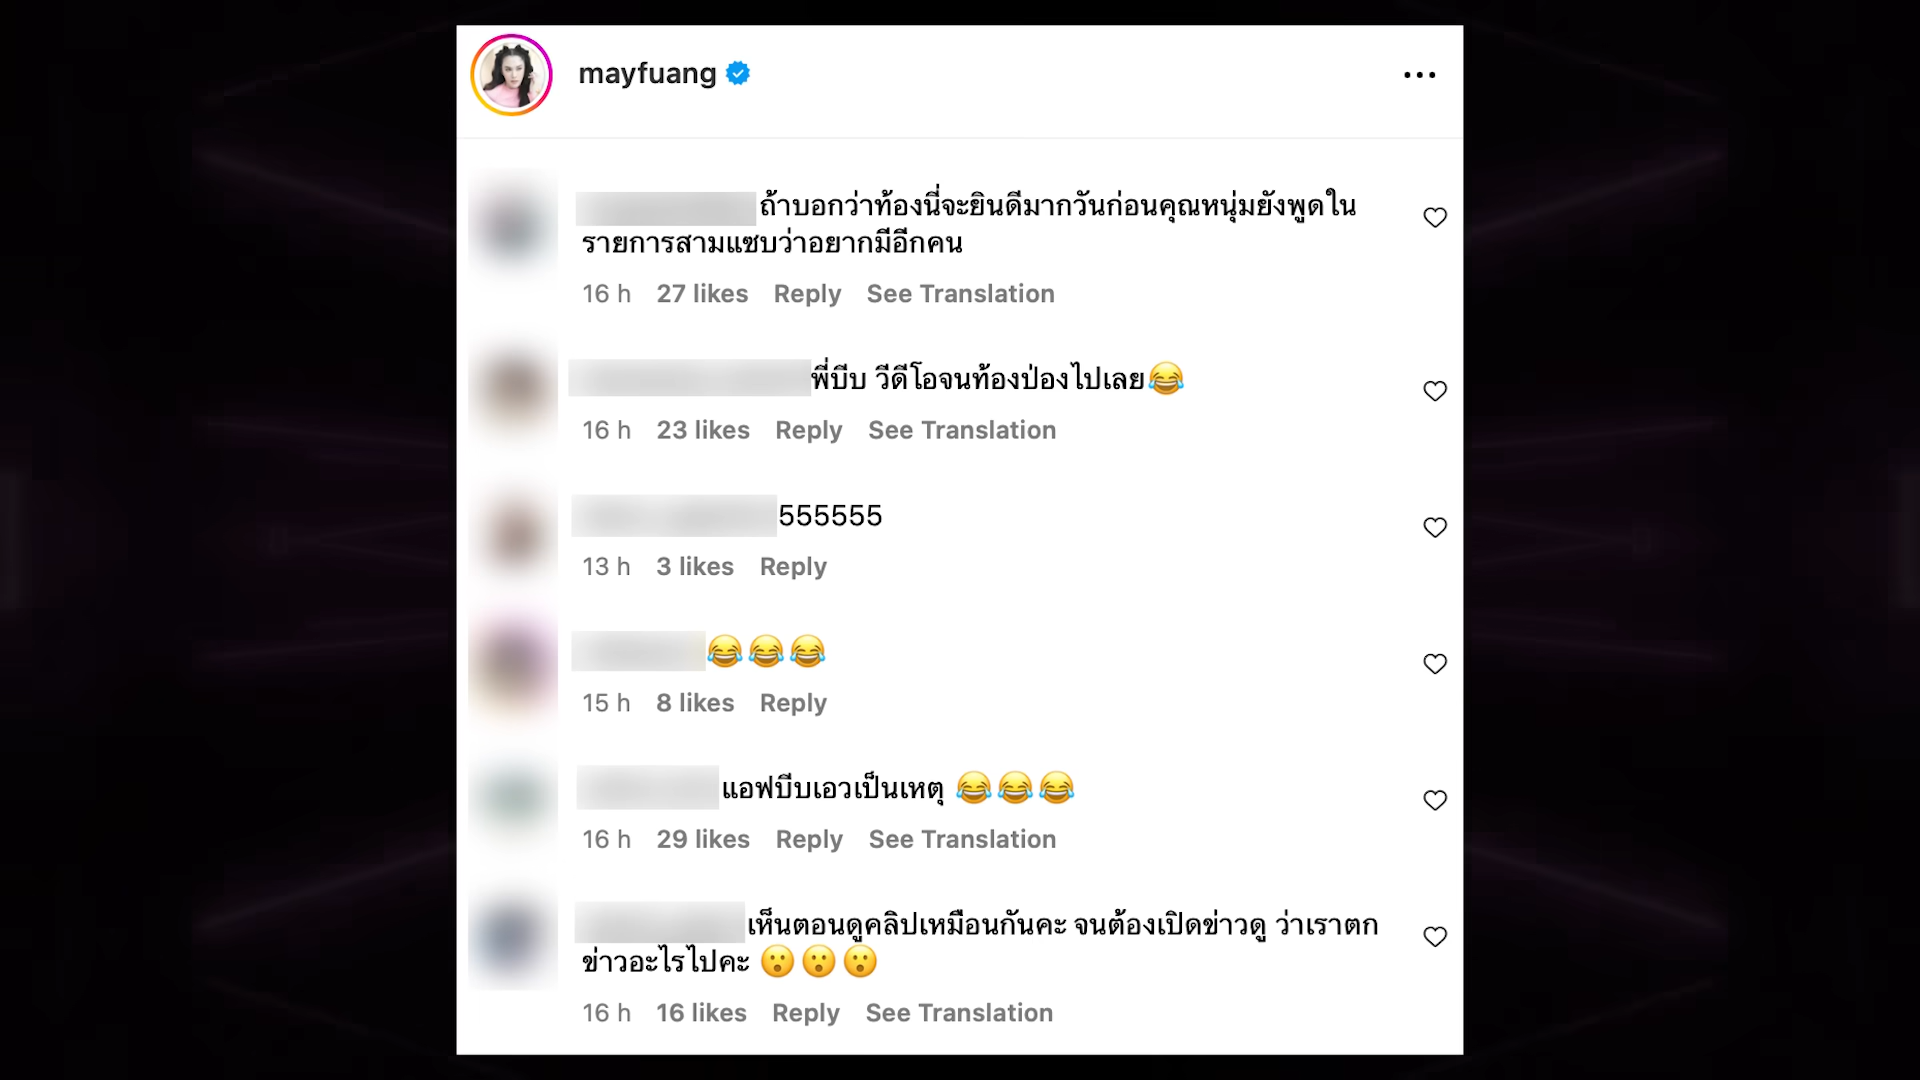 mayfuang
ถ้าบอกว่าท้องนี่จะยินดีมากวันก่อนคุณหนุ่มยังพูดใน
รายการสามแซบว่าอยากมีอีกคน
16 h 27 likes Reply See Translation
พี่บีบ วีดีโอจนท้องป่องไปเลย😂
16 h 23 likes Reply See Translation
555555
13 h 3 likes Reply
😂😂😂
15 h 8 likes Reply
แอฟบีบเอวเป็นเหตุ 😂😂😂
16 h 29 likes Reply See Translation
เห็นตอนดูคลิปเหมือนกันคะ จนต้องเปิดข่าวดู ว่าเราตก
ข่าวอะไรไปคะ 😮😮😮
16 h 16 likes Reply See Translation